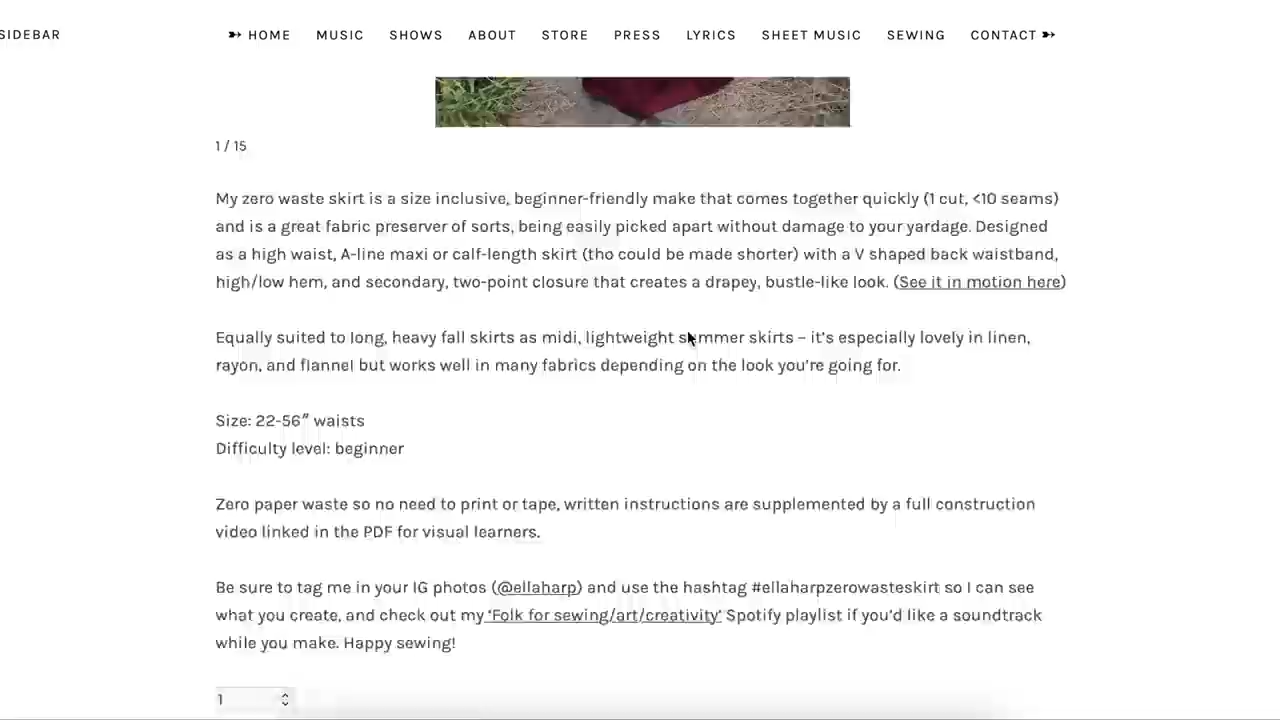 SIDEBAR
➳ HOME MUSIC SHOWS ABOUT STORE PRESS LYRICS SHEET MUSIC SEWING CONTACT ➳
1 / 15
My zero waste skirt is a size inclusive, beginner-friendly make that comes together quickly (1 cut, <10 seams)
and is a great fabric preserver of sorts, being easily picked apart without damage to your yardage. Designed
as a high waist, A-line maxi or calf-length skirt (tho could be made shorter) with a V shaped back waistband,
high/low hem, and secondary, two-point closure that creates a drapey, bustle-like look. (See it in motion here)
Equally suited to long, heavy fall skirts as midi, lightweight summer skirts – it’s especially lovely in linen,
rayon, and flannel but works well in many fabrics depending on the look you’re going for.
Size: 22-56″ waists
Difficulty level: beginner
Zero paper waste so no need to print or tape, written instructions are supplemented by a full construction
video linked in the PDF for visual learners.
Be sure to tag me in your IG photos (@ellaharp) and use the hashtag #ellaharpzerowasteskirt so I can see
what you create, and check out my ‘Folk for sewing/art/creativity’ Spotify playlist if you’d like a soundtrack
while you make. Happy sewing!
1